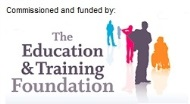 Commissioned and funded by:
The
Education
& Training
Foundation